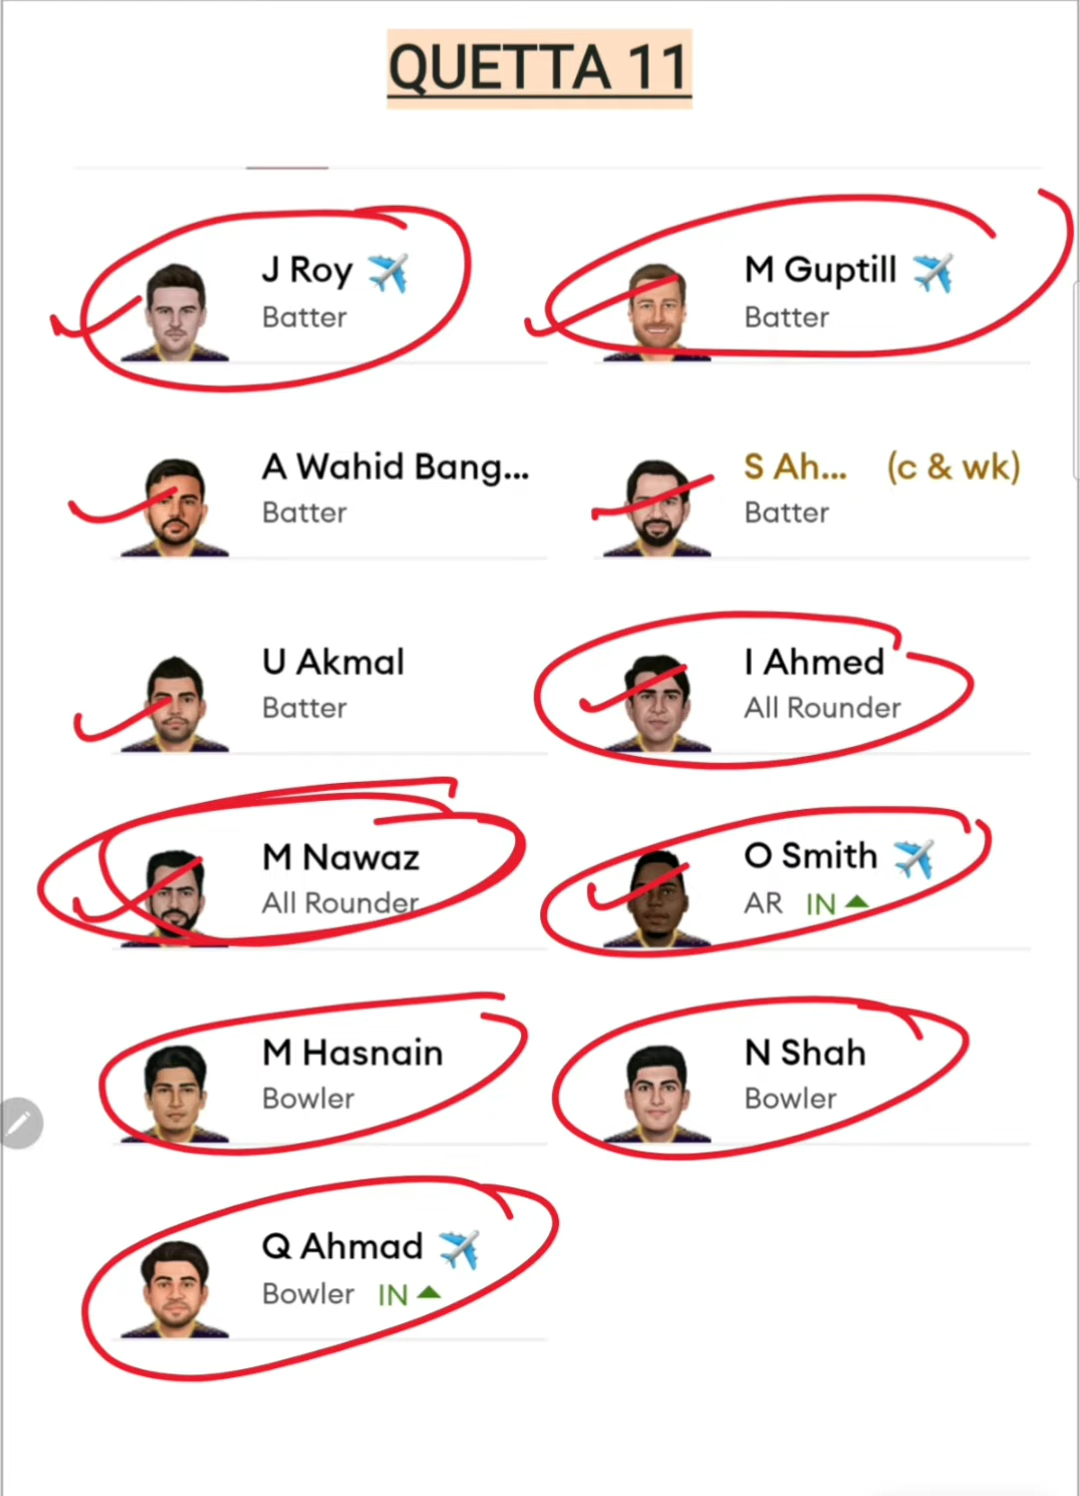 QUETTA 11
J Roy ✈️
Batter
M Guptill ✈️
Batter
A Wahid Bang...
Batter
S Ah... (c & wk)
Batter
U Akmal
Batter
I Ahmed
All Rounder
M Nawaz
All Rounder
O Smith ✈️
AR IN
M Hasnain
Bowler
N Shah
Bowler
Q Ahmad ✈️
Bowler IN